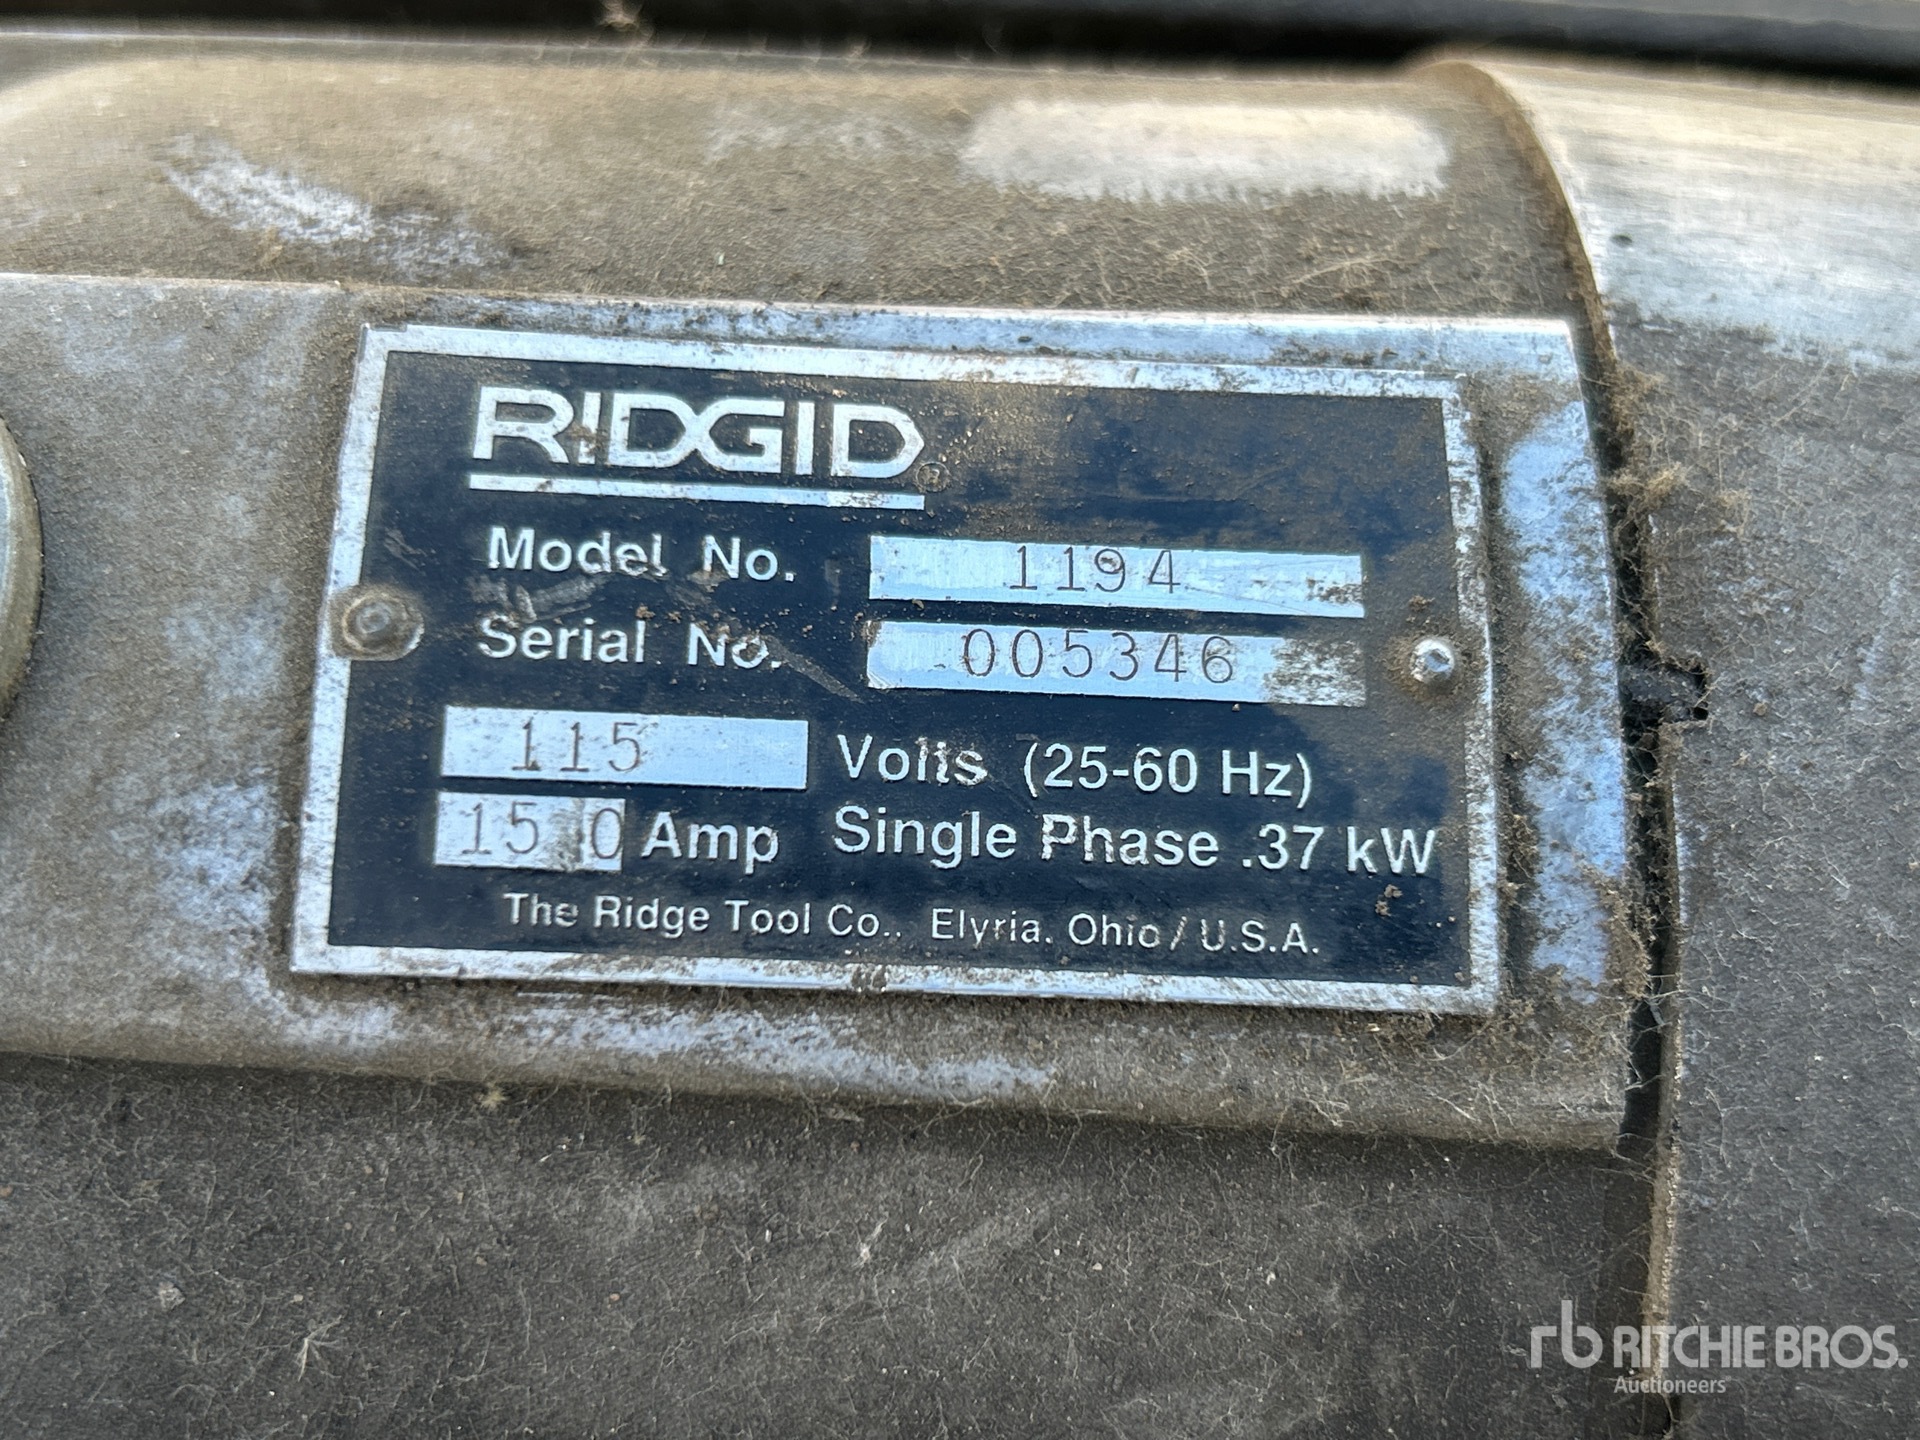 RIDGID®
Model No. 1194
Serial No. 005346
115 Volts (25-60 Hz)
15 0 Amp Single Phase .37 kW
The Ridge Tool Co., Elyria, Ohio / U.S.A.
rb RITCHIE BROS.
Auctioneers